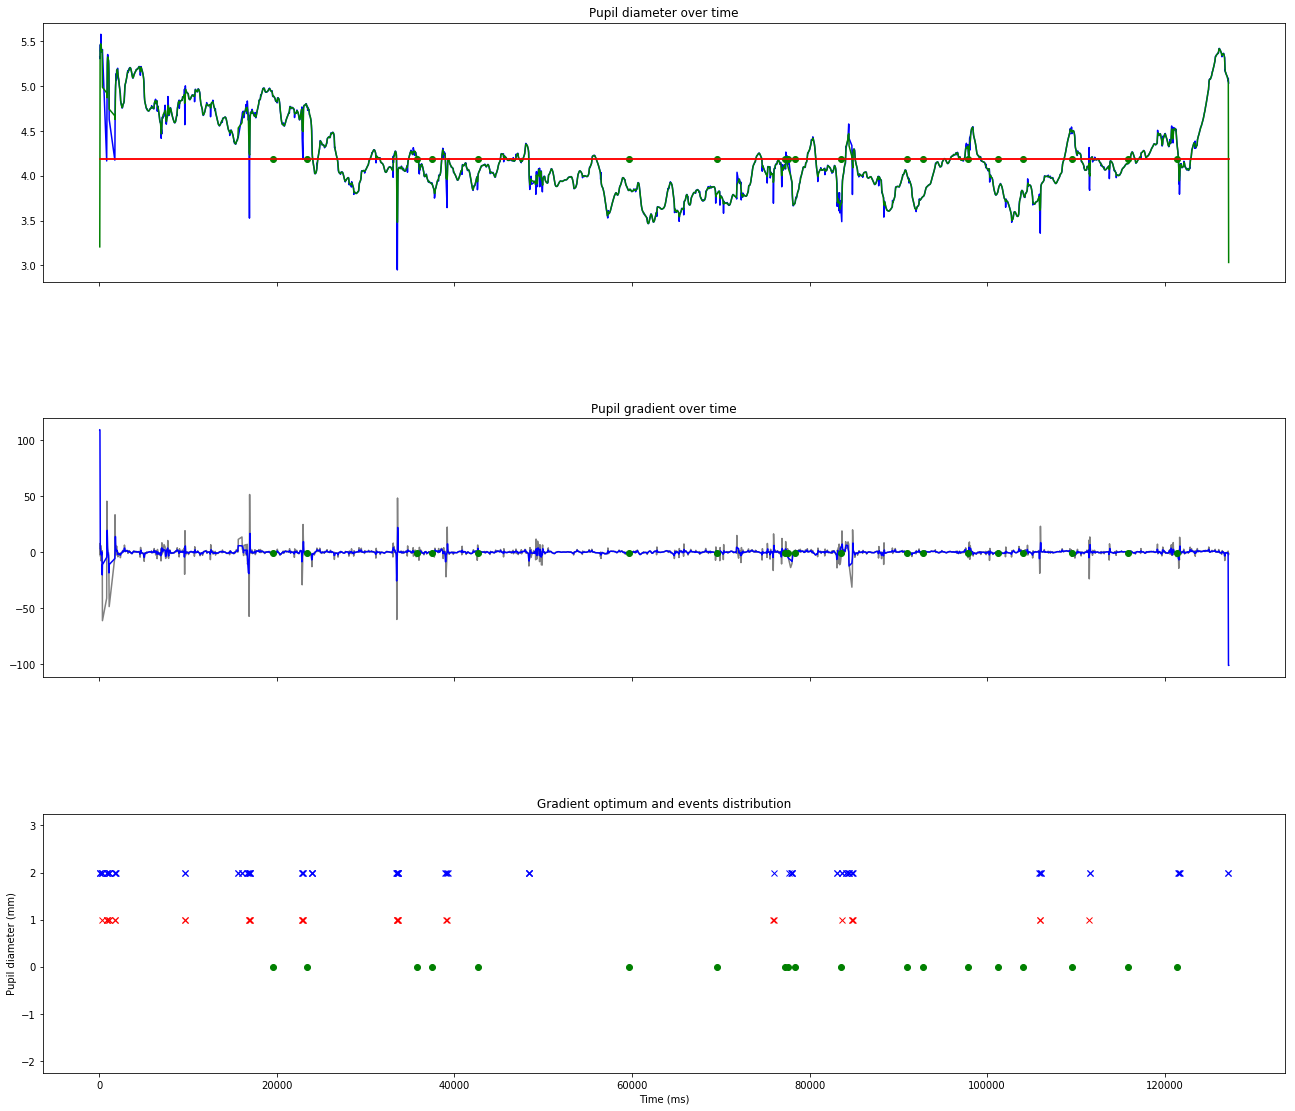 Pupil diameter over time
5.5
5.0
4.5
4.0
3.5
3.0
Pupil gradient over time
100
50
0
−50
−100
Gradient optimum and events distribution
3
2
1
0
−1
−2
Pupil diameter (mm)
0 20000 40000 60000 80000 100000 120000
Time (ms)